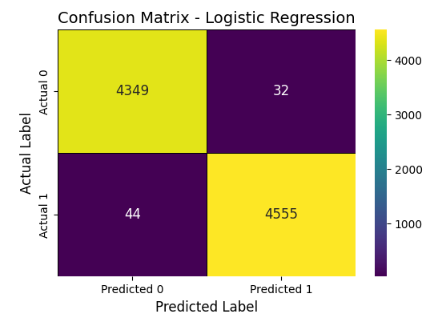 Confusion Matrix - Logistic Regression
Actual Label
Actual 0
4349
32
Actual 1
44
4555
Predicted 0
Predicted 1
Predicted Label
4000
3000
2000
1000